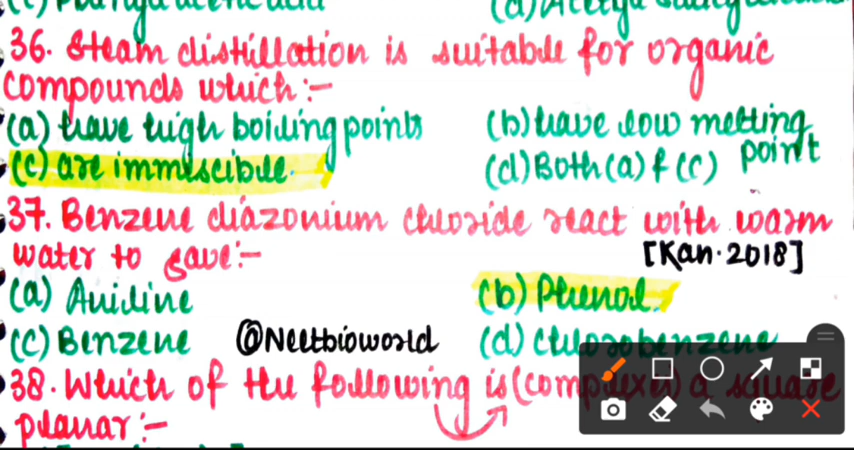 36. Steam distillation is suitable for organic
compounds which:-
(a) have high boiling points (b) have low melting
point
(c) are immiscible. (d) Both (a) f (c)
37. Benzene diazonium chloride react with warm
water to gave:- [Kan. 2018]
(a) Aniline (b) Phenol.
(c) Benzene @Neetbioworld (d) chlorobenzene
38. Which of the following is (complexes) a square
planar:-